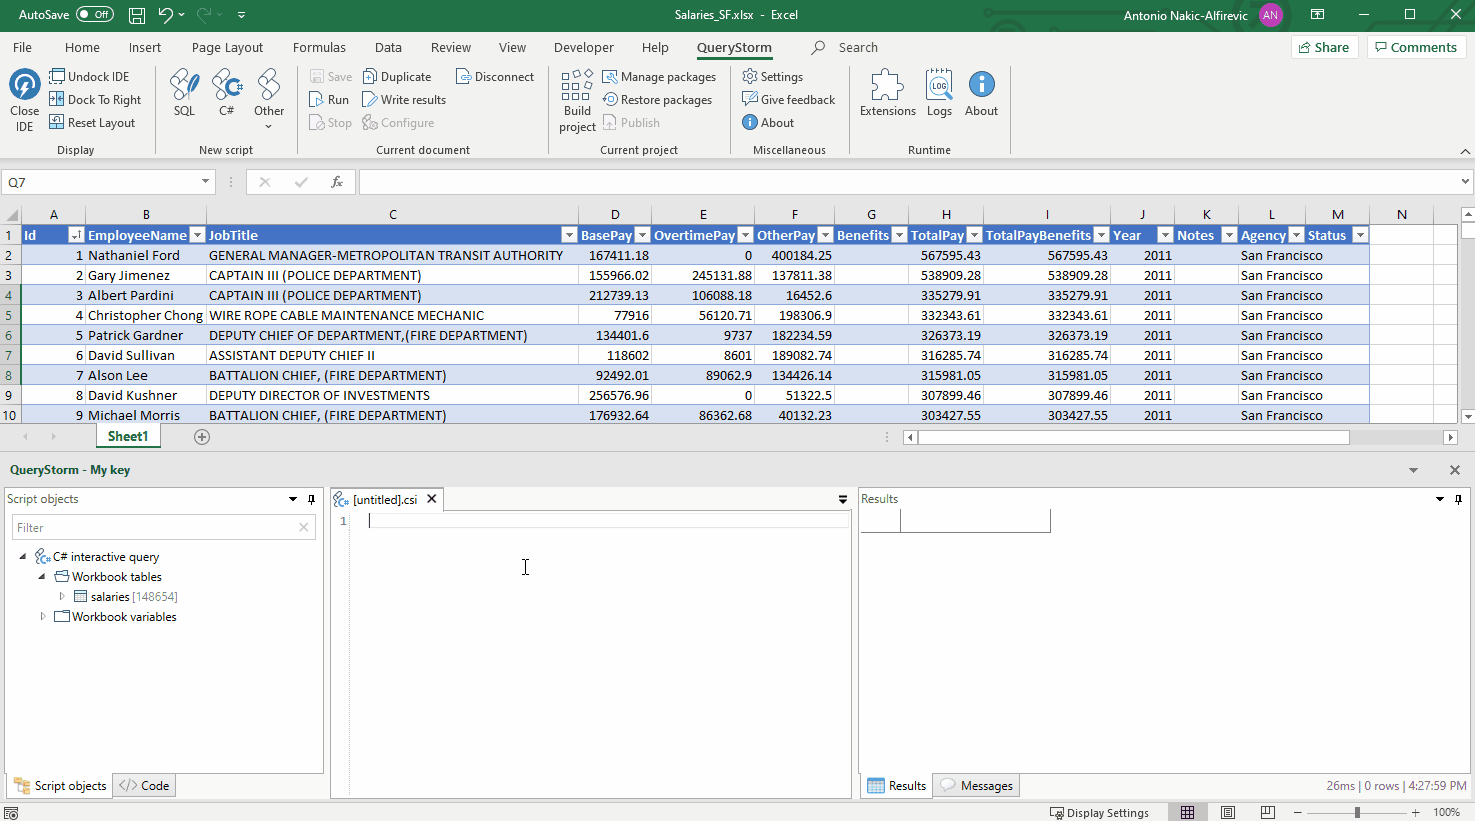 AutoSave Off Salaries_SF.xlsx - Excel Antonio Nakic-Alfirevic AN
File Home Insert Page Layout Formulas Data Review View Developer Help QueryStorm Search Share Comments
Close IDE
Undock IDE
Dock To Right
Reset Layout
Display
SQL C# Other
New script
Save Duplicate Disconnect
Run Write results
Stop Configure
Current document
Build project
Manage packages
Restore packages
Publish
Current project
Settings
Give feedback
About
Miscellaneous
Extensions Logs About
Runtime
Q7 fx
A B C D E F G H I J K L M N
1 Id EmployeeName JobTitle BasePay OvertimePay OtherPay Benefits TotalPay TotalPayBenefits Year Notes Agency Status
2 1 Nathaniel Ford GENERAL MANAGER-METROPOLITAN TRANSIT AUTHORITY 167411.18 0 400184.25 567595.43 567595.43 2011 San Francisco
3 2 Gary Jimenez CAPTAIN III (POLICE DEPARTMENT) 155966.02 245131.88 137811.38 538909.28 538909.28 2011 San Francisco
4 3 Albert Pardini CAPTAIN III (POLICE DEPARTMENT) 212739.13 106088.18 16452.6 335279.91 335279.91 2011 San Francisco
5 4 Christopher Chong WIRE ROPE CABLE MAINTENANCE MECHANIC 77916 56120.71 198306.9 332343.61 332343.61 2011 San Francisco
6 5 Patrick Gardner DEPUTY CHIEF OF DEPARTMENT,(FIRE DEPARTMENT) 134401.6 9737 182234.59 326373.19 326373.19 2011 San Francisco
7 6 David Sullivan ASSISTANT DEPUTY CHIEF II 118602 8601 189082.74 316285.74 316285.74 2011 San Francisco
8 7 Alson Lee BATTALION CHIEF, (FIRE DEPARTMENT) 92492.01 89062.9 134426.14 315981.05 315981.05 2011 San Francisco
9 8 David Kushner DEPUTY DIRECTOR OF INVESTMENTS 256576.96 0 51322.5 307899.46 307899.46 2011 San Francisco
10 9 Michael Morris BATTALION CHIEF, (FIRE DEPARTMENT) 176932.64 86362.68 40132.23 303427.55 303427.55 2011 San Francisco
Sheet1
QueryStorm - My key
Script objects
Filter
C# interactive query
Workbook tables
salaries [148654]
Workbook variables
Script objects Code
[untitled].csi
1
Results
Results Messages 26ms | 0 rows | 4:27:59 PM
Display Settings 100%